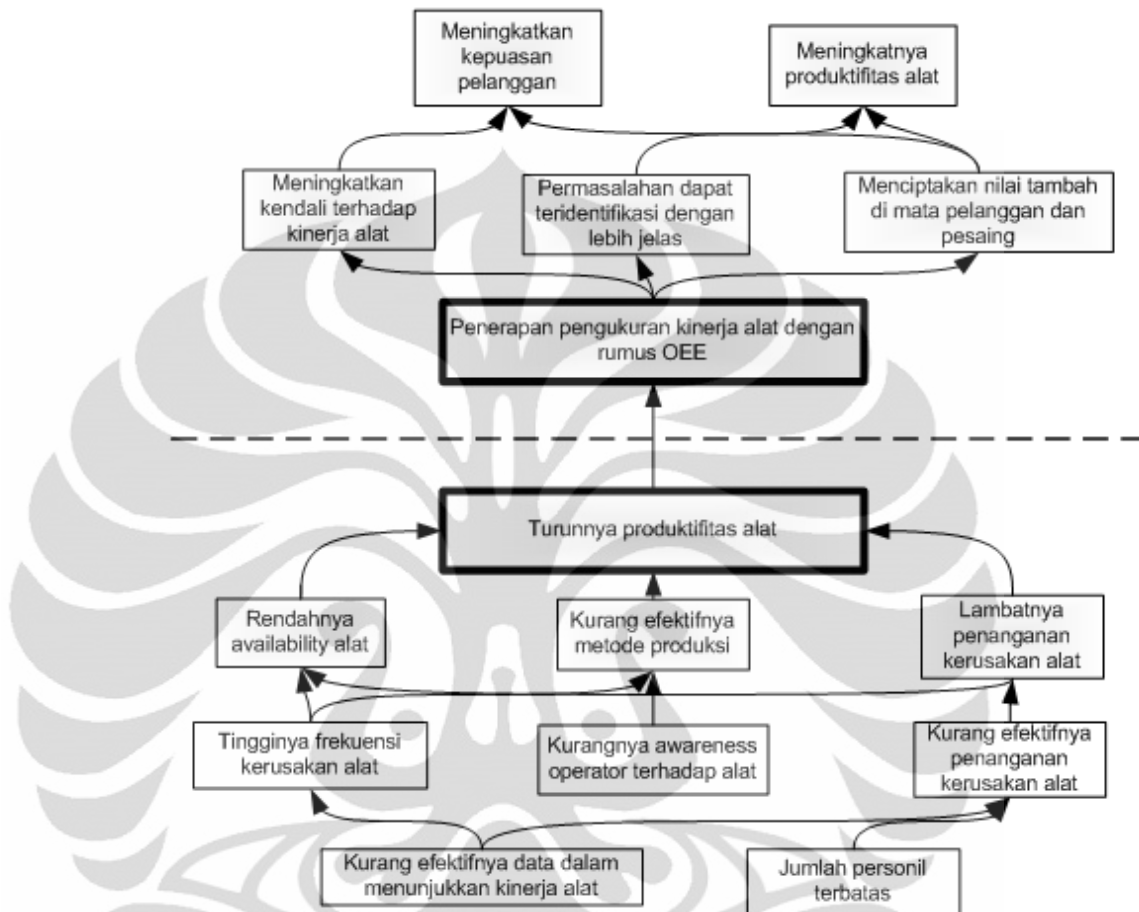 Meningkatkan
kepuasan
pelanggan
Meningkatnya
produktifitas alat
Meningkatkan
kendali terhadap
kinerja alat
Permasalahan dapat
teridentifikasi dengan
lebih jelas
Menciptakan nilai tambah
di mata pelanggan dan
pesaing
Penerapan pengukuran kinerja alat dengan
rumus OEE
Turunnya produktifitas alat
Rendahnya
availability alat
Kurang efektifnya
metode produksi
Lambatnya
penanganan
kerusakan alat
Tingginya frekuensi
kerusakan alat
Kurangnya awareness
operator terhadap alat
Kurang efektifnya
penanganan
kerusakan alat
Kurang efektifnya data dalam
menunjukkan kinerja alat
Jumlah personil
terbatas